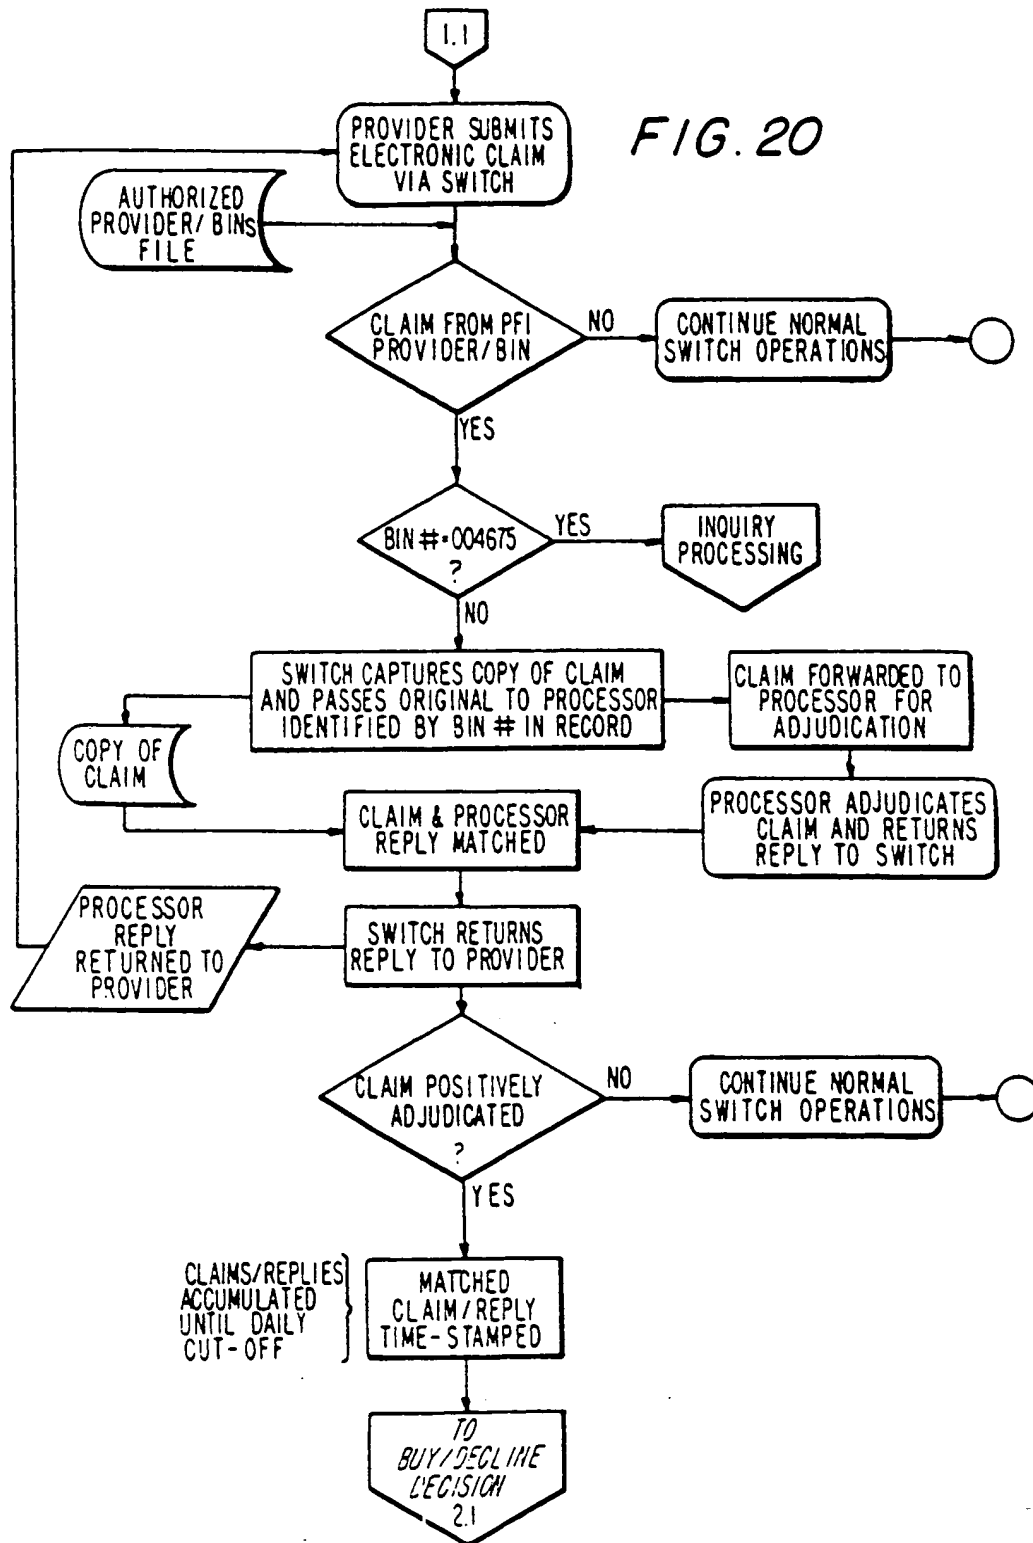 1.1
FIG. 20
PROVIDER SUBMITS
ELECTRONIC CLAIM
VIA SWITCH
AUTHORIZED
PROVIDER/BINs
FILE
CLAIM FROM PFI
PROVIDER/BIN
NO
CONTINUE NORMAL
SWITCH OPERATIONS
YES
BIN #=004675
?
YES
INQUIRY
PROCESSING
NO
SWITCH CAPTURES COPY OF CLAIM
AND PASSES ORIGINAL TO PROCESSOR
IDENTIFIED BY BIN # IN RECORD
CLAIM FORWARDED TO
PROCESSOR FOR
ADJUDICATION
COPY OF
CLAIM
CLAIM & PROCESSOR
REPLY MATCHED
PROCESSOR ADJUDICATES
CLAIM AND RETURNS
REPLY TO SWITCH
PROCESSOR
REPLY
RETURNED TO
PROVIDER
SWITCH RETURNS
REPLY TO PROVIDER
CLAIM POSITIVELY
ADJUDICATED
?
NO
CONTINUE NORMAL
SWITCH OPERATIONS
YES
CLAIMS/REPLIES
ACCUMULATED
UNTIL DAILY
CUT-OFF
MATCHED
CLAIM/REPLY
TIME-STAMPED
TO
BUY/DECLINE
DECISION
2.1